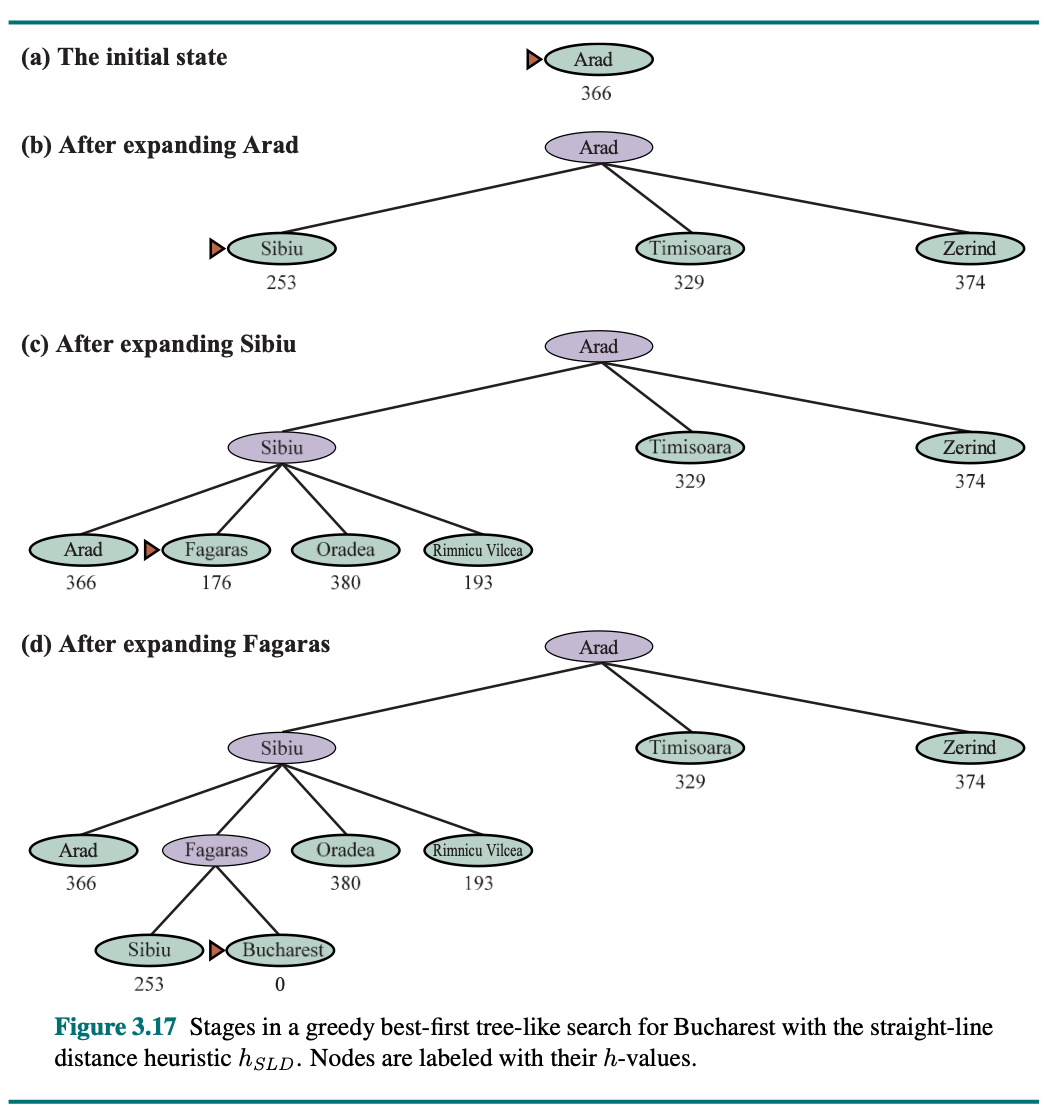 (a) The initial state
Arad
366
(b) After expanding Arad
Arad
Sibiu Timisoara Zerind
253 329 374
(c) After expanding Sibiu
Arad
Sibiu Timisoara Zerind
329 374
Arad Fagaras Oradea Rimnicu Vilcea
366 176 380 193
(d) After expanding Fagaras
Arad
Sibiu Timisoara Zerind
329 374
Arad Fagaras Oradea Rimnicu Vilcea
366 380 193
Sibiu Bucharest
253 0
Figure 3.17 Stages in a greedy best-first tree-like search for Bucharest with the straight-line
distance heuristic hSLD. Nodes are labeled with their h-values.